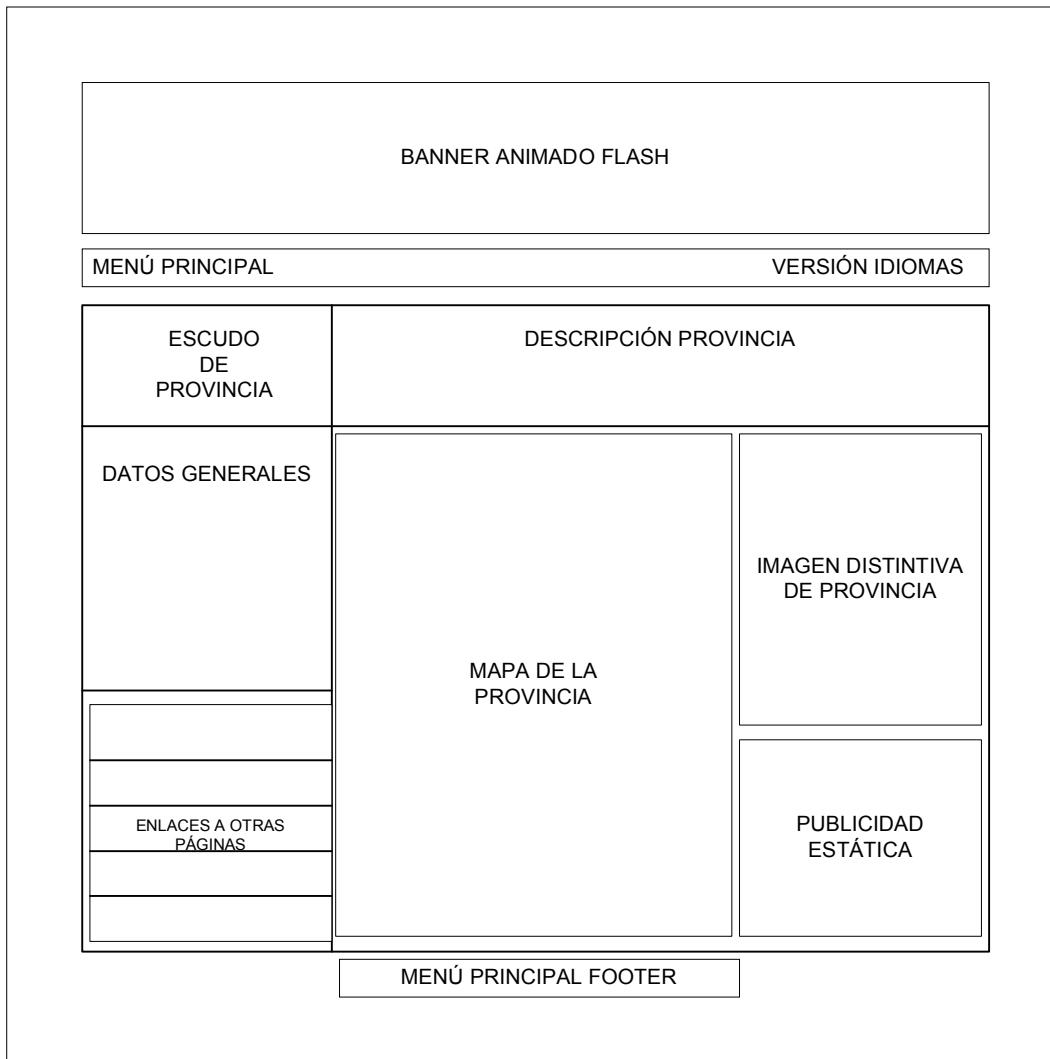 BANNER ANIMADO FLASH
MENÚ PRINCIPAL
VERSIÓN IDIOMAS
ESCUDO
DE
PROVINCIA
DESCRIPCIÓN PROVINCIA
DATOS GENERALES
MAPA DE LA
PROVINCIA
IMAGEN DISTINTIVA
DE PROVINCIA
ENLACES A OTRAS
PÁGINAS
PUBLICIDAD
ESTÁTICA
MENÚ PRINCIPAL FOOTER